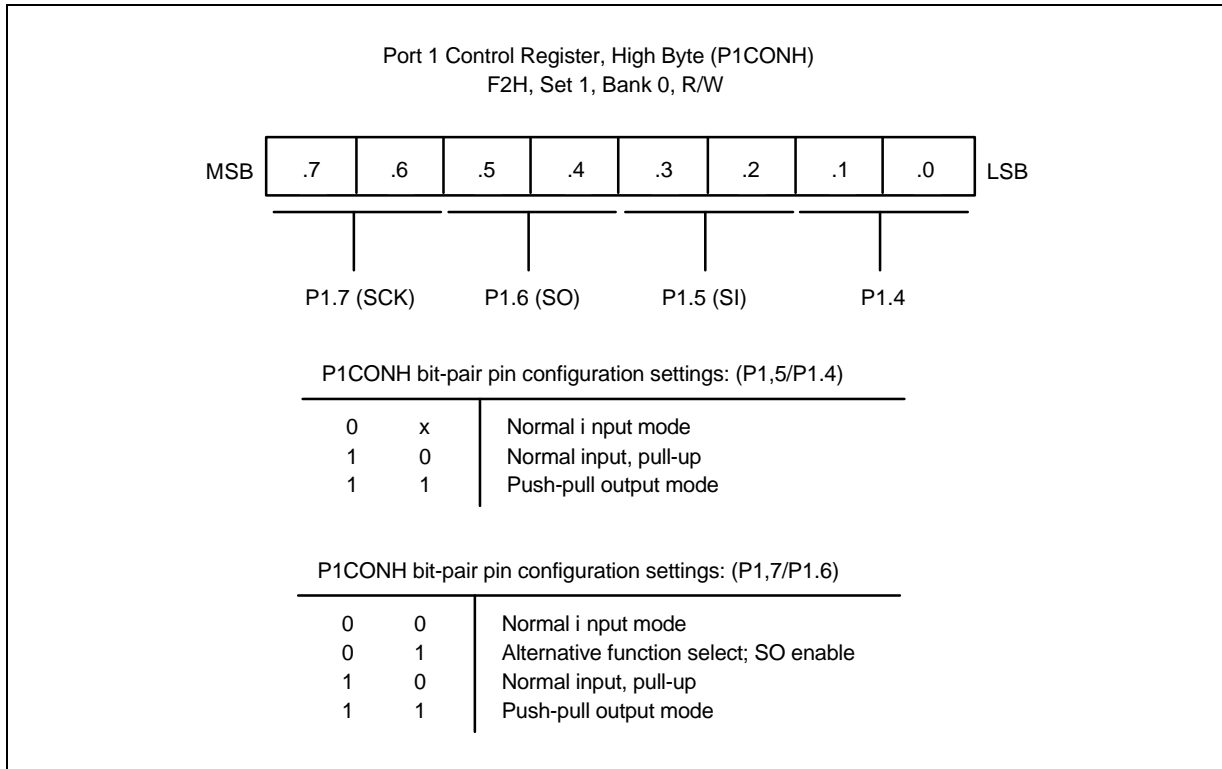 Port 1 Control Register, High Byte (P1CONH)
F2H, Set 1, Bank 0, R/W
MSB .7 .6 .5 .4 .3 .2 .1 .0 LSB
P1.7 (SCK) P1.6 (SO) P1.5 (SI) P1.4
P1CONH bit-pair pin configuration settings: (P1,5/P1.4)
0 x Normal i nput mode
1 0 Normal input, pull-up
1 1 Push-pull output mode
P1CONH bit-pair pin configuration settings: (P1,7/P1.6)
0 0 Normal i nput mode
0 1 Alternative function select; SO enable
1 0 Normal input, pull-up
1 1 Push-pull output mode